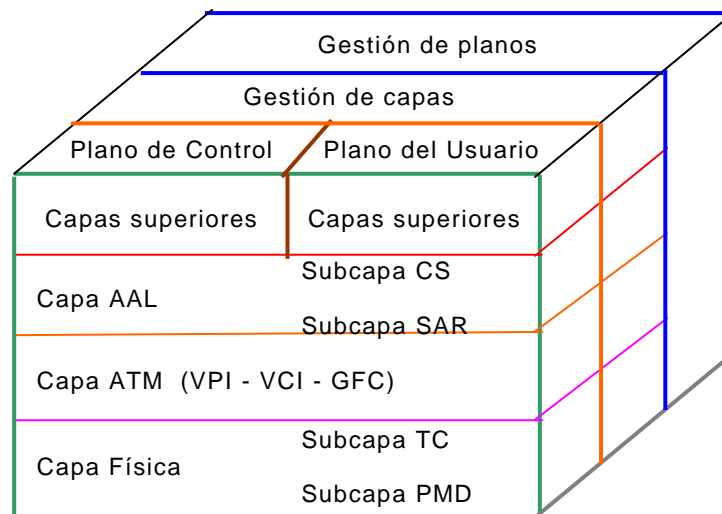 Gestión de planos
Gestión de capas
Plano de Control Plano del Usuario
Capas superiores Capas superiores
Subcapa CS
Capa AAL
Subcapa SAR
Capa ATM (VPI - VCI - GFC)
Subcapa TC
Capa Física
Subcapa PMD